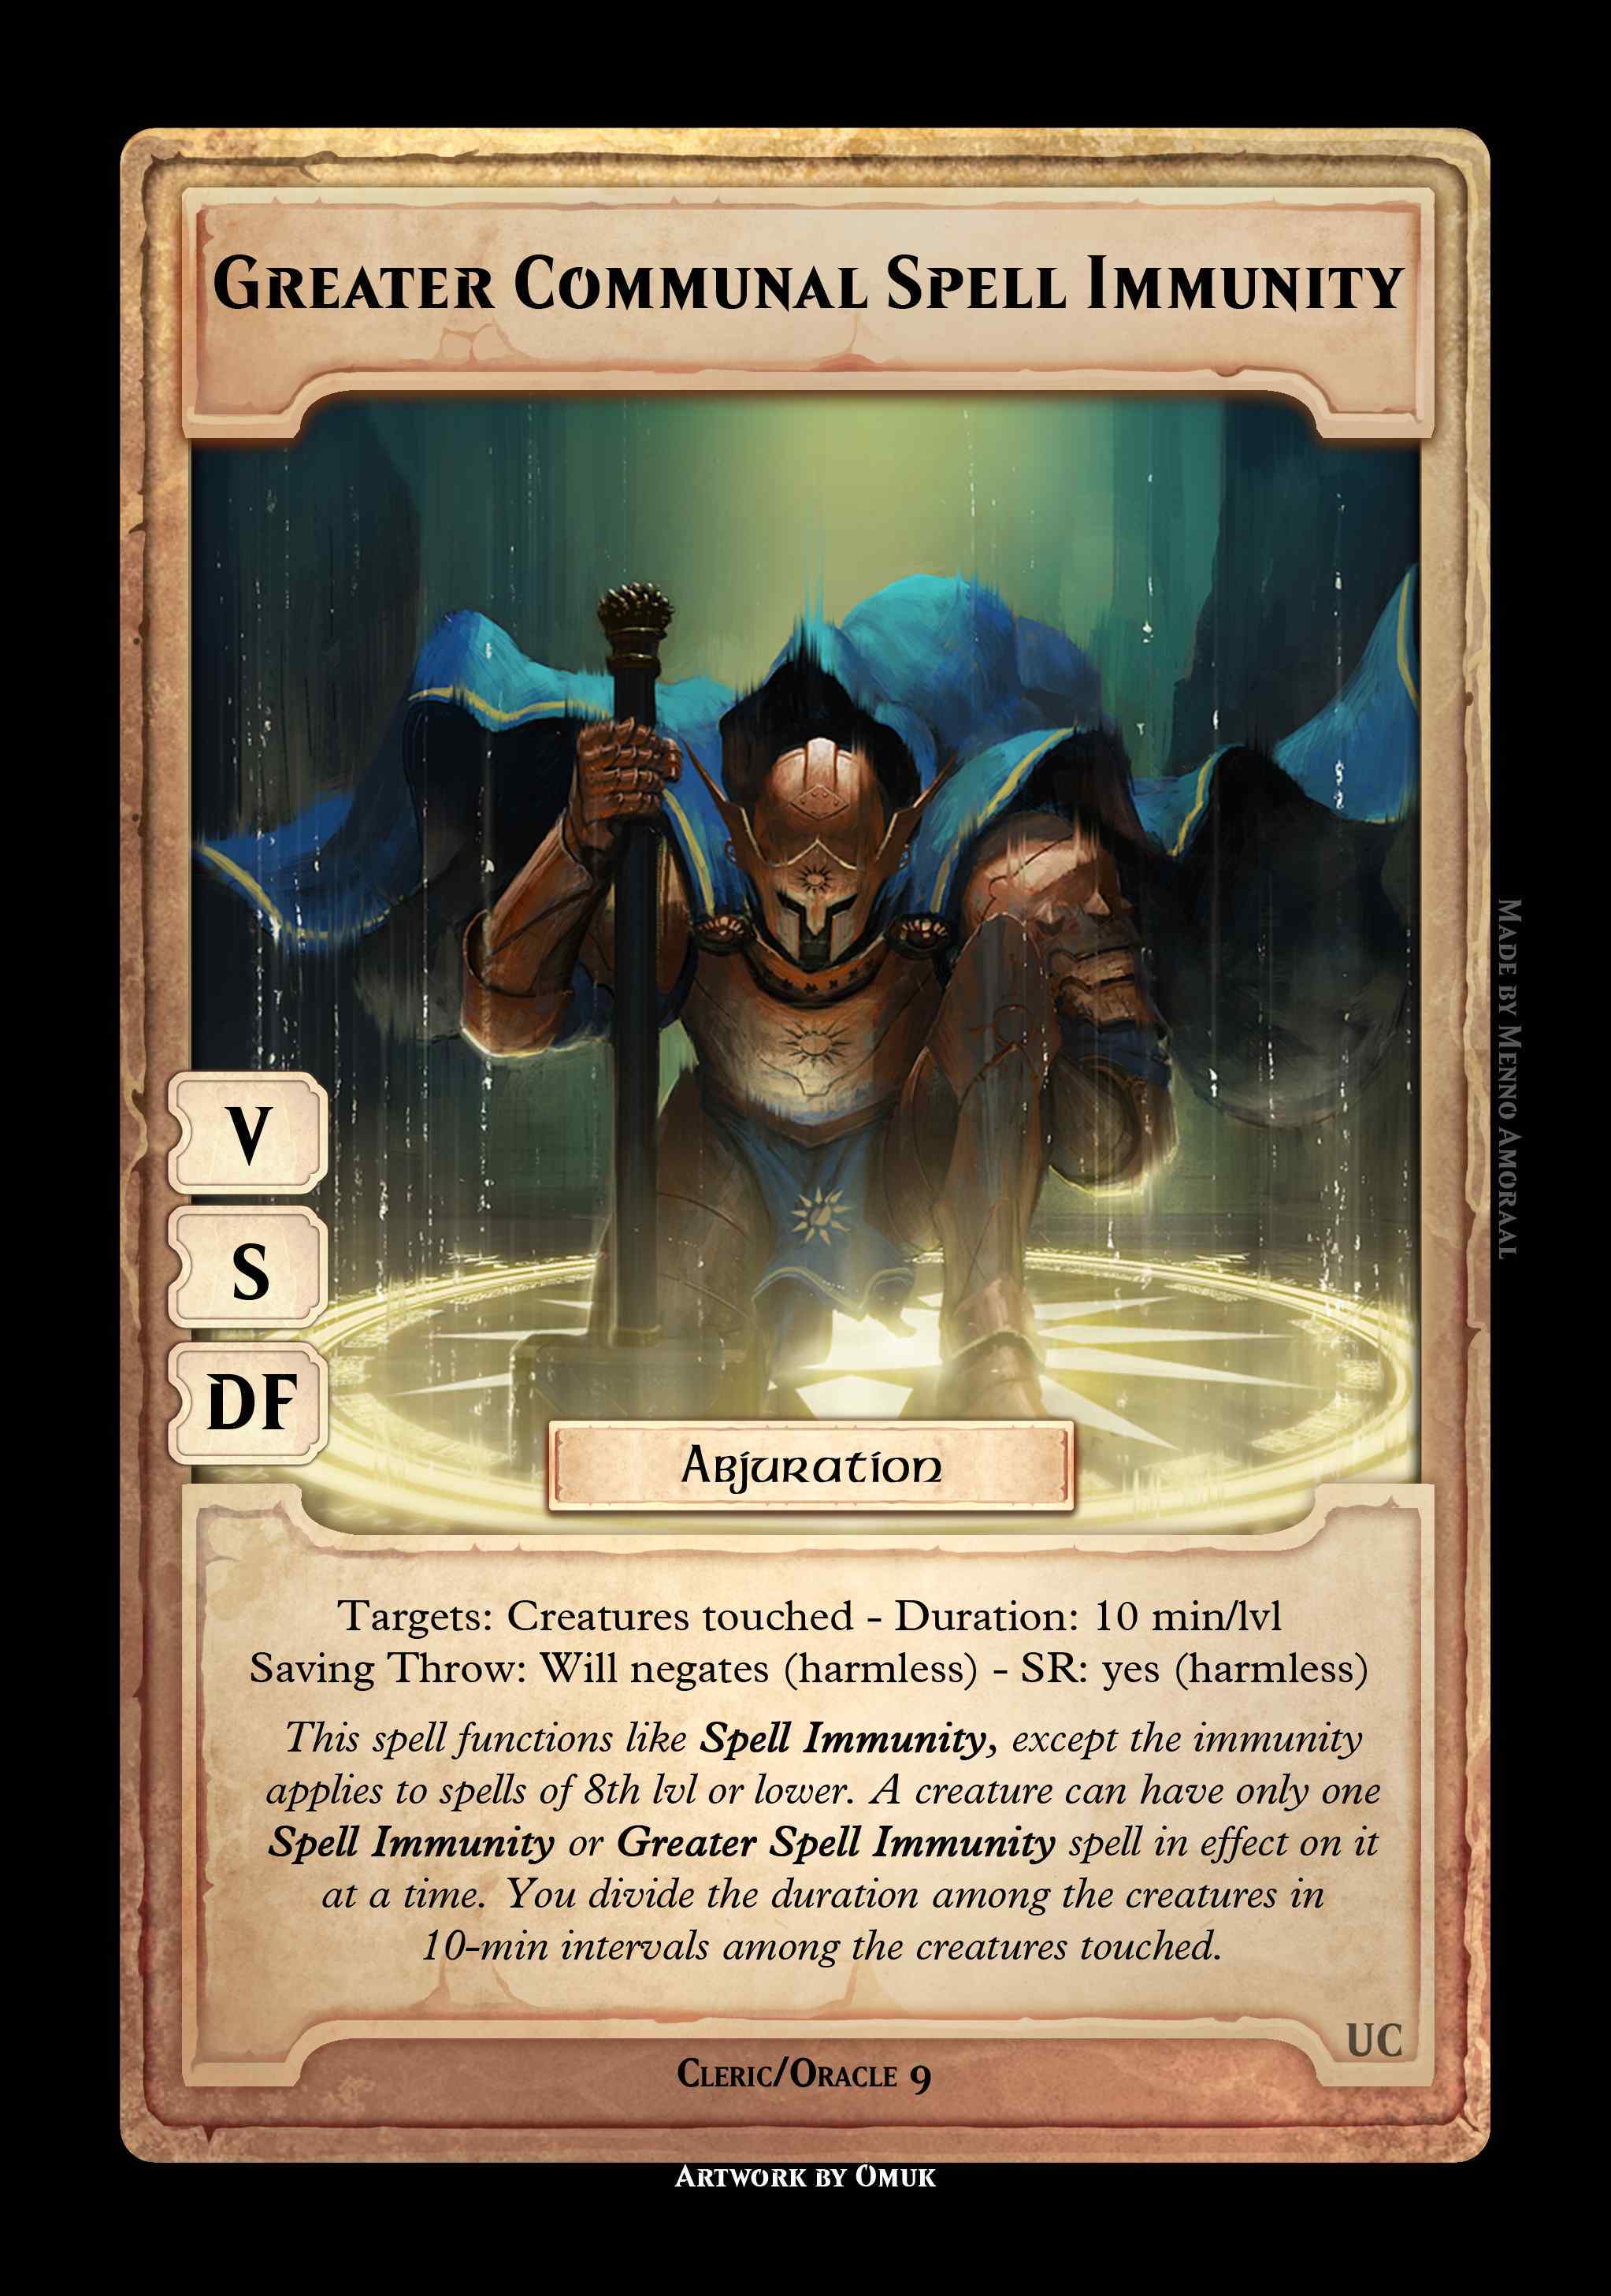 Greater Communal Spell Immunity
V
S
DF
Abjuration
Targets: Creatures touched - Duration: 10 min/lvl
Saving Throw: Will negates (harmless) - SR: yes (harmless)
This spell functions like Spell Immunity, except the immunity
applies to spells of 8th lvl or lower. A creature can have only one
Spell Immunity or Greater Spell Immunity spell in effect on it
at a time. You divide the duration among the creatures in
10-min intervals among the creatures touched.
UC
Cleric/Oracle 9
Artwork by Omuk
Made by Menno Amoraal